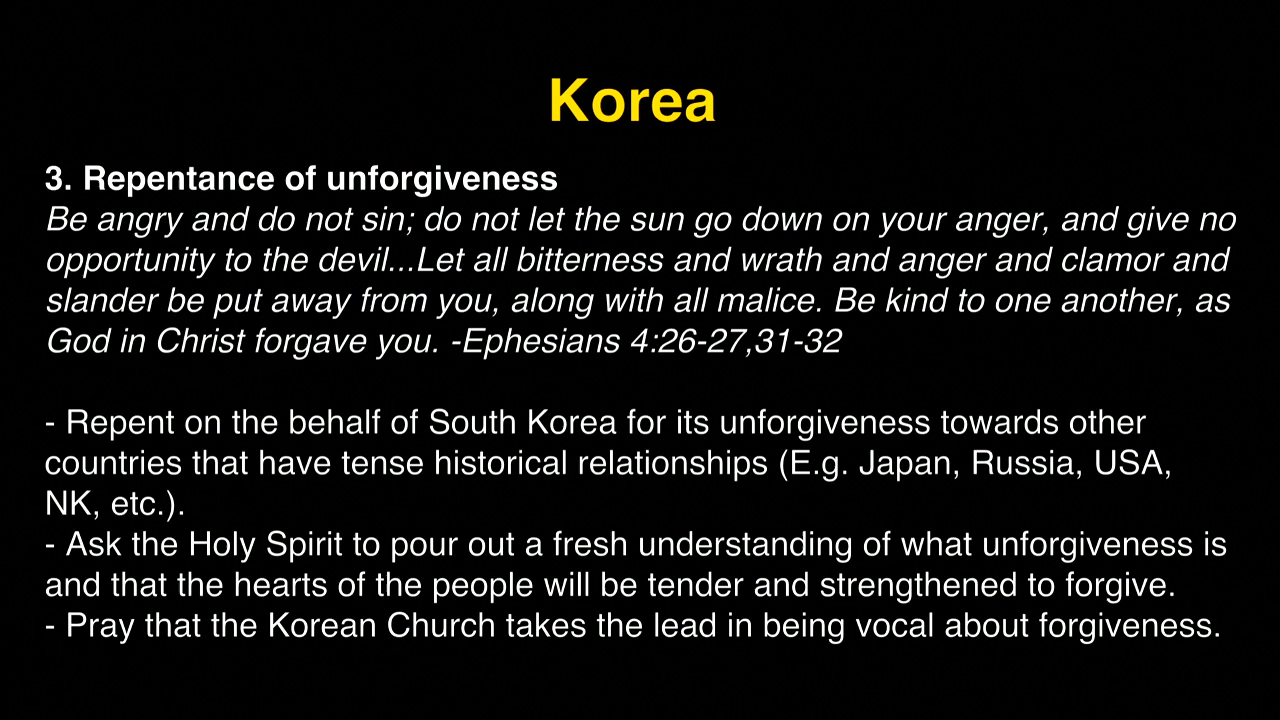 Korea
3. Repentance of unforgiveness
Be angry and do not sin; do not let the sun go down on your anger, and give no
opportunity to the devil...Let all bitterness and wrath and anger and clamor and
slander be put away from you, along with all malice. Be kind to one another, as
God in Christ forgave you. -Ephesians 4:26-27,31-32
- Repent on the behalf of South Korea for its unforgiveness towards other
countries that have tense historical relationships (E.g. Japan, Russia, USA,
NK, etc.).
- Ask the Holy Spirit to pour out a fresh understanding of what unforgiveness is
and that the hearts of the people will be tender and strengthened to forgive.
- Pray that the Korean Church takes the lead in being vocal about forgiveness.